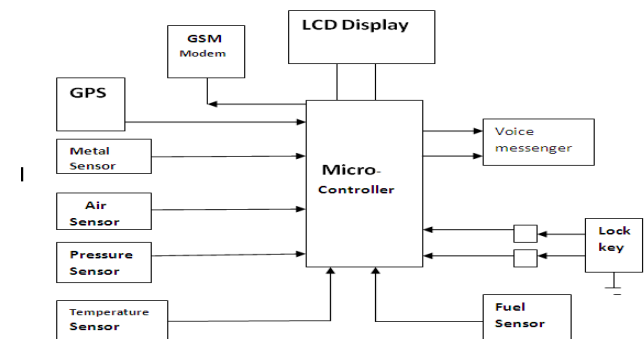 GSM
Modem
LCD Display
GPS
Metal
Sensor
Micro-
Controller
Voice
messenger
Air
Sensor
Pressure
Sensor
Lock
key
Temperature
Sensor
Fuel
Sensor